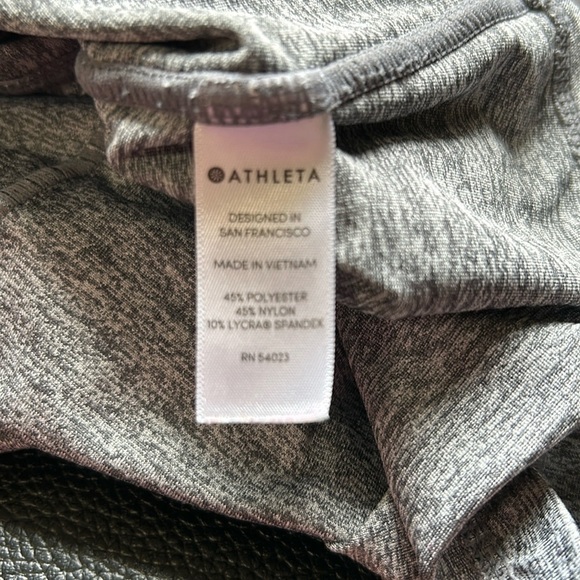 ATHLETA
DESIGNED IN
SAN FRANCISCO
MADE IN VIETNAM
45% POLYESTER
45% NYLON
10% LYCRA® SPANDEX
RN 54023